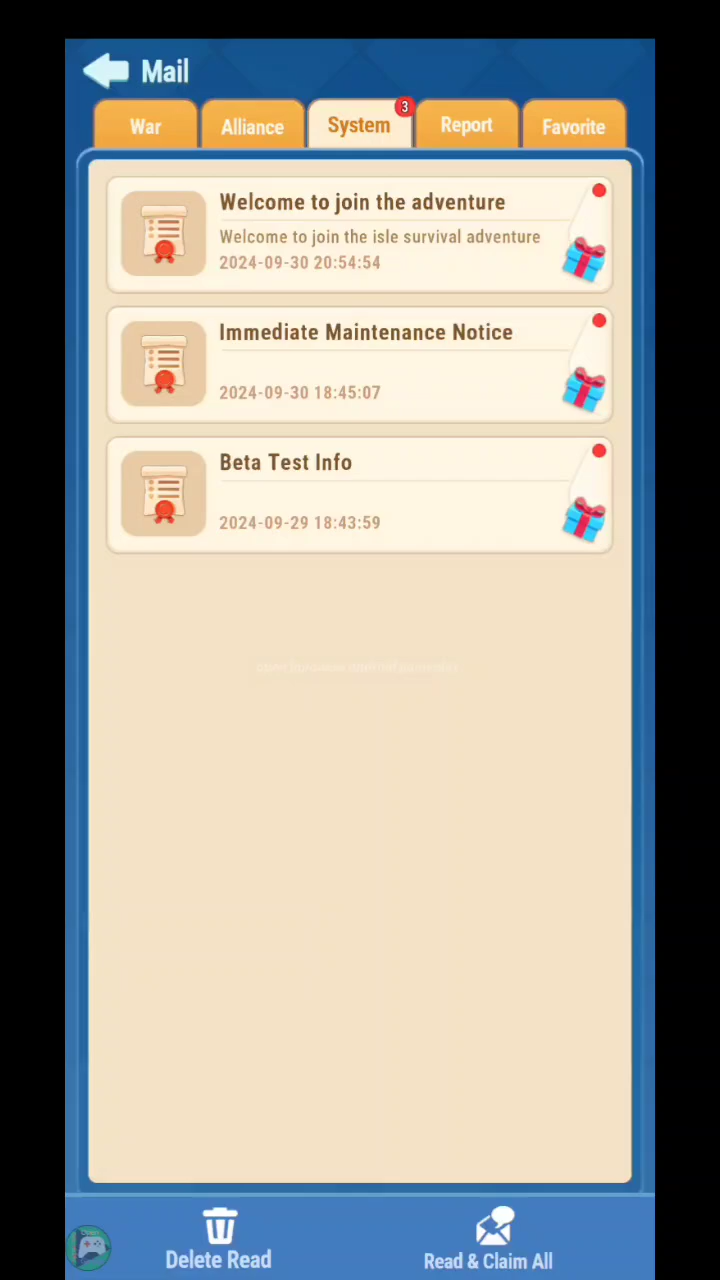 Mail
War
Alliance
System
3
Report
Favorite
Welcome to join the adventure
Welcome to join the isle survival adventure
2024-09-30 20:54:54
Immediate Maintenance Notice
2024-09-30 18:45:07
Beta Test Info
2024-09-29 18:43:59
Delete Read
Read & Claim All